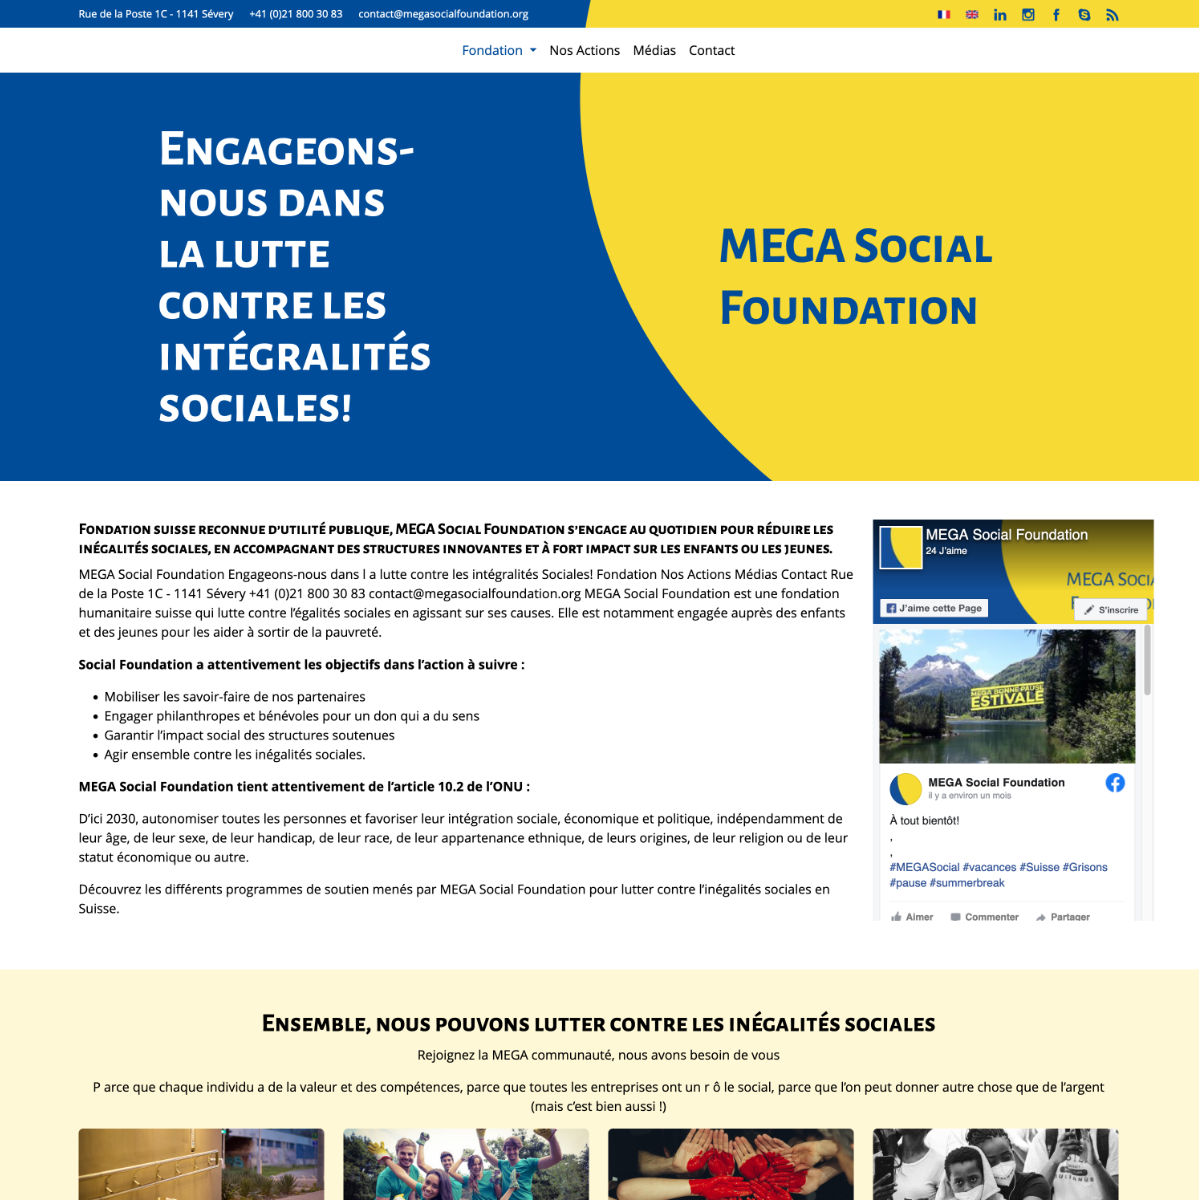 Rue de la Poste 1C - 1141 Sévery +41 (0)21 800 30 83 contact@megasocialfoundation.org
Fondation Nos Actions Médias Contact
Engageons-
nous dans
la lutte
contre les
intégralités
sociales!
MEGA Social
Foundation
Fondation suisse reconnue d'utilité publique, MEGA Social Foundation s'engage au quotidien pour réduire les
inégalités sociales, en accompagnant des structures innovantes et à fort impact sur les enfants ou les jeunes.
MEGA Social Foundation Engageons-nous dans l a lutte contre les intégralités Sociales! Fondation Nos Actions Médias Contact Rue
de la Poste 1C - 1141 Sévery +41 (0)21 800 30 83 contact@megasocialfoundation.org MEGA Social Foundation est une fondation
humanitaire suisse qui lutte contre l'égalités sociales en agissant sur ses causes. Elle est notamment engagée auprès des enfants
et des jeunes pour les aider à sortir de la pauvreté.
Social Foundation a attentivement les objectifs dans l'action à suivre :
• Mobiliser les savoir-faire de nos partenaires
• Engager philanthropes et bénévoles pour un don qui a du sens
• Garantir l'impact social des structures soutenues
• Agir ensemble contre les inégalités sociales.
MEGA Social Foundation tient attentivement de l'article 10.2 de l'ONU :
D'ici 2030, autonomiser toutes les personnes et favoriser leur intégration sociale, économique et politique, indépendamment de
leur âge, de leur sexe, de leur handicap, de leur race, de leur appartenance ethnique, de leurs origines, de leur religion ou de leur
statut économique ou autre.
Découvrez les différents programmes de soutien menés par MEGA Social Foundation pour lutter contre l'inégalités sociales en
Suisse.
MEGA Social Foundation
24 J'aime
MEGA Socia
J'aime cette Page
S'inscrire
MEGA BONNE PAUSE
ESTIVALE
MEGA Social Foundation
il y a environ un mois
À tout bientôt!
.
.
#MEGASocial #vacances #Suisse #Grisons
#pause #summerbreak
Aimer Commenter Partager
Ensemble, nous pouvons lutter contre les inégalités sociales
Rejoignez la MEGA communauté, nous avons besoin de vous
P arce que chaque individu a de la valeur et des compétences, parce que toutes les entreprises ont un r ô le social, parce que l'on peut donner autre chose que de l'argent
(mais c'est bien aussi !)